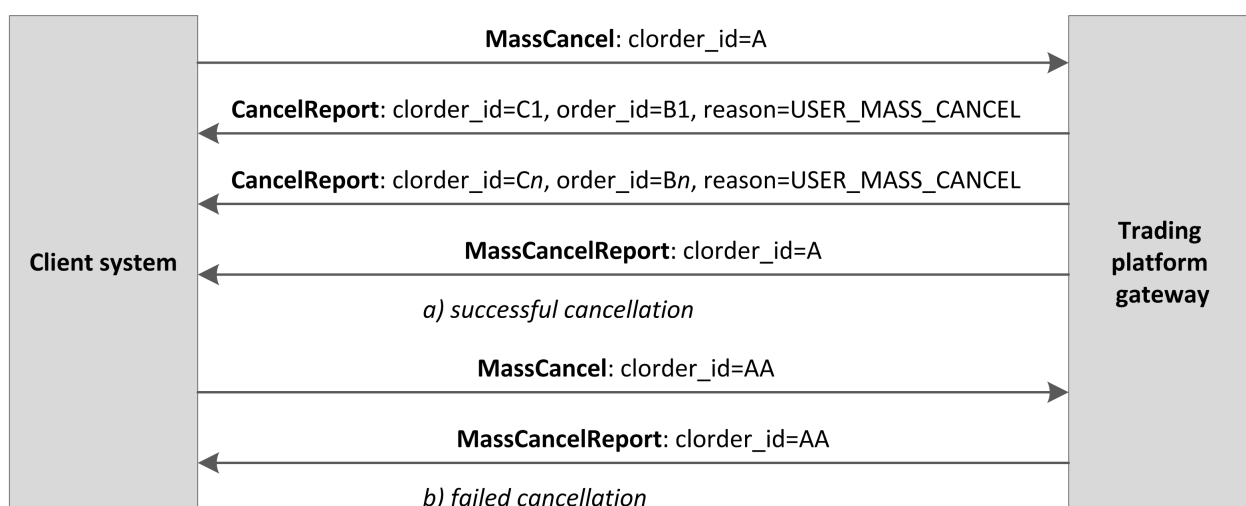 MassCancel: clorder_id=A
CancelReport: clorder_id=C1, order_id=B1, reason=USER_MASS_CANCEL
CancelReport: clorder_id=Cn, order_id=Bn, reason=USER_MASS_CANCEL
Client system
MassCancelReport: clorder_id=A
Trading
platform
gateway
a) successful cancellation
MassCancel: clorder_id=AA
MassCancelReport: clorder_id=AA
b) failed cancellation